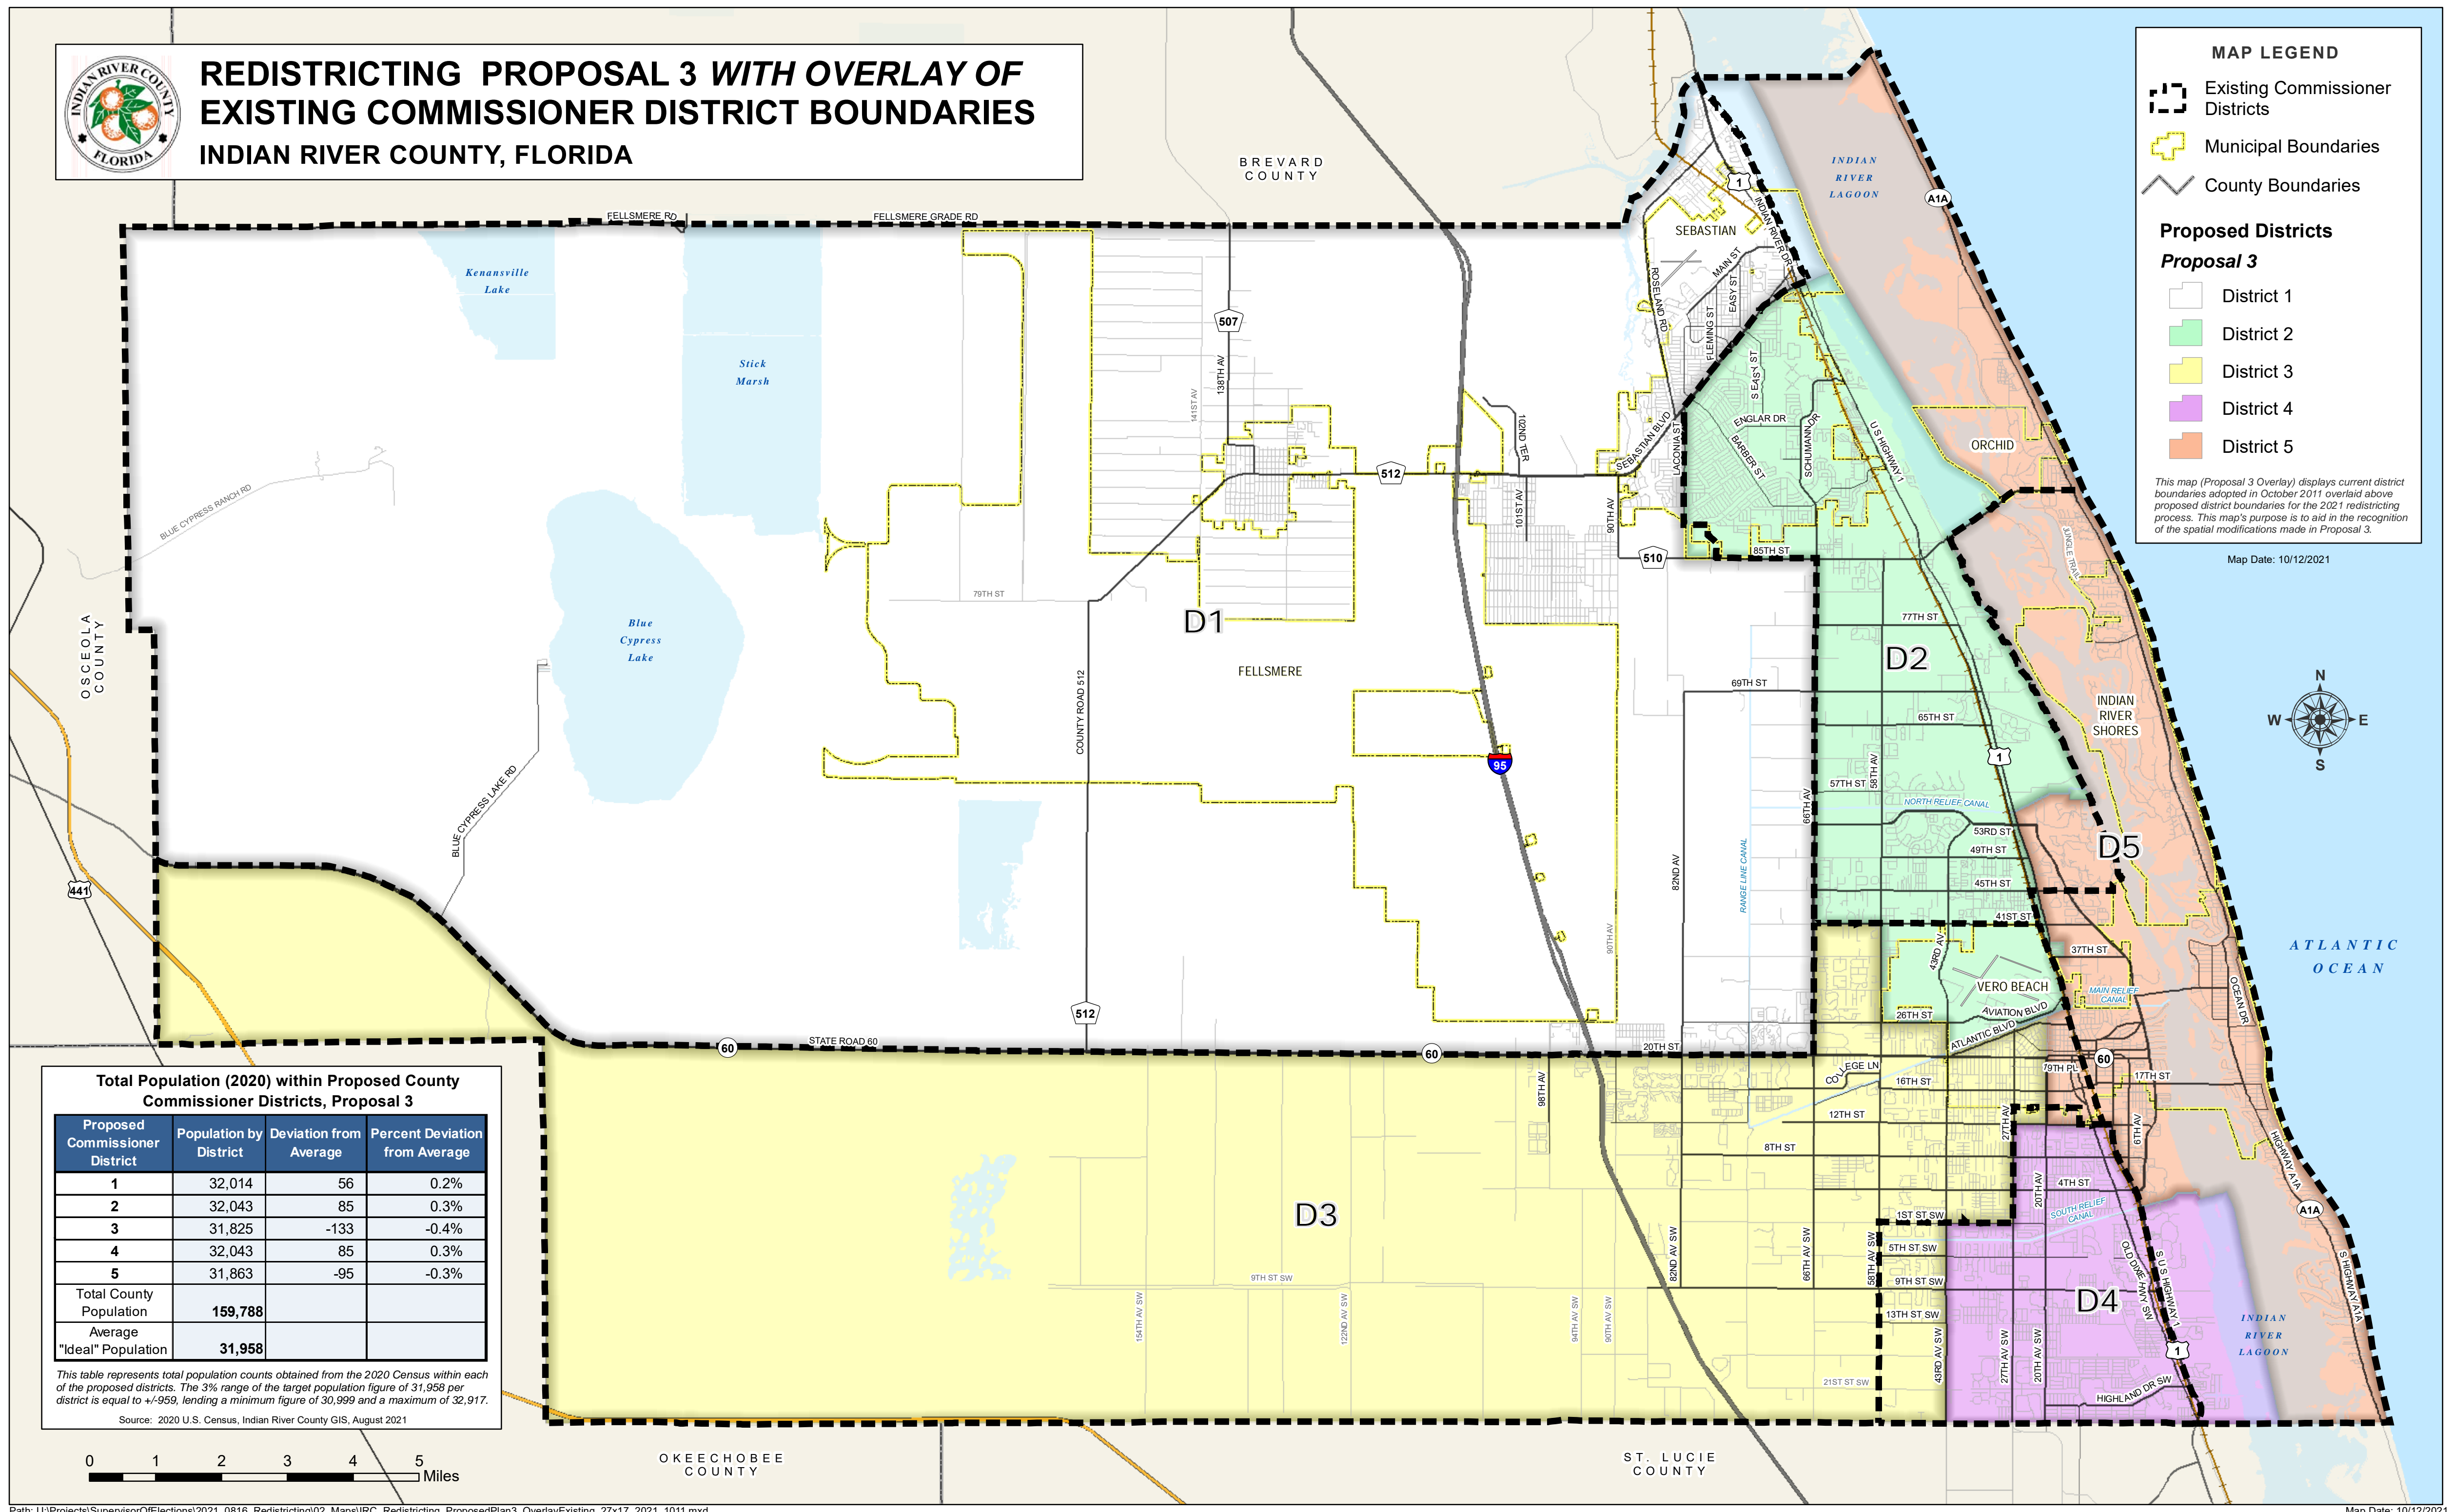 REDISTRICTING PROPOSAL 3 WITH OVERLAY OF
EXISTING COMMISSIONER DISTRICT BOUNDARIES
INDIAN RIVER COUNTY, FLORIDA
INDIAN RIVER COUNTY
FLORIDA
MAP LEGEND
Existing Commissioner
Districts
Municipal Boundaries
County Boundaries
Proposed Districts
Proposal 3
District 1
District 2
District 3
District 4
District 5
This map (Proposal 3 Overlay) displays current district
boundaries adopted in October 2011 overlaid above
proposed district boundaries for the 2021 redistricting
process. This map's purpose is to aid in the recognition
of the spatial modifications made in Proposal 3.
Map Date: 10/12/2021
N
W
E
S
BREVARD
COUNTY
OSCEOLA
COUNTY
OKEECHOBEE
COUNTY
ST. LUCIE
COUNTY
ATLANTIC
OCEAN
INDIAN
RIVER
LAGOON
A1A
1
FELLSMERE RD
FELLSMERE GRADE RD
Kenansville
Lake
Stick
Marsh
Blue
Cypress
Lake
BLUE CYPRESS RANCH RD
BLUE CYPRESS LAKE RD
507
138TH AV
141ST AV
512
102ND TER
101ST AV
90TH AV
510
85TH ST
79TH ST
COUNTY ROAD 512
D1
FELLSMERE
SEBASTIAN
INDIAN RIVER DR
MAIN ST
ROSELAND RD
FLEMING ST
EASY ST
S EASY ST
SEBASTIAN BLVD
LACONIA ST
ENGLAR DR
BARBER ST
SCHUMANN DR
U S HIGHWAY 1
ORCHID
JUNGLE TRAIL
77TH ST
D2
69TH ST
65TH ST
INDIAN
RIVER
SHORES
1
57TH ST
58TH AV
66TH AV
82ND AV
RANGE LINE CANAL
90TH AV
95
NORTH RELIEF CANAL
53RD ST
49TH ST
45TH ST
41ST ST
D5
37TH ST
43RD AV
VERO BEACH
MAIN RELIEF
CANAL
OCEAN DR
26TH ST
AVIATION BLVD
ATLANTIC BLVD
441
512
60
STATE ROAD 60
60
20TH ST
60
98TH AV
COLLEGE LN
16TH ST
79TH PL
17TH ST
12TH ST
27TH AV
6TH AV
8TH ST
HIGHWAY A1A
D3
4TH ST
20TH AV
SOUTH RELIEF
CANAL
A1A
1ST ST SW
5TH ST SW
9TH ST SW
9TH ST SW
13TH ST SW
21ST ST SW
154TH AV SW
122ND AV SW
94TH AV SW
90TH AV SW
82ND AV SW
66TH AV SW
58TH AV SW
43RD AV SW
27TH AV SW
20TH AV SW
D4
OLD DIXIE HWY SW
S U S HIGHWAY 1
1
HIGHLAND DR SW
S HIGHWAY A1A
INDIAN
RIVER
LAGOON
Total Population (2020) within Proposed County
Commissioner Districts, Proposal 3
Proposed Commissioner District Population by District Deviation from Average Percent Deviation from Average
1 32,014 56 0.2%
2 32,043 85 0.3%
3 31,825 -133 -0.4%
4 32,043 85 0.3%
5 31,863 -95 -0.3%
Total County Population 159,788
Average "Ideal" Population 31,958
This table represents total population counts obtained from the 2020 Census within each
of the proposed districts. The 3% range of the target population figure of 31,958 per
district is equal to +/-959, lending a minimum figure of 30,999 and a maximum of 32,917.
Source: 2020 U.S. Census, Indian River County GIS, August 2021
0 1 2 3 4 5
Miles
Path: U:\Projects\SupervisorOfElections\2021_0816_Redistricting\02_Maps\IRC_Redistricting_ProposedPlan3_OverlayExisting_27x17_2021_1011.mxd
Map Date: 10/12/2021